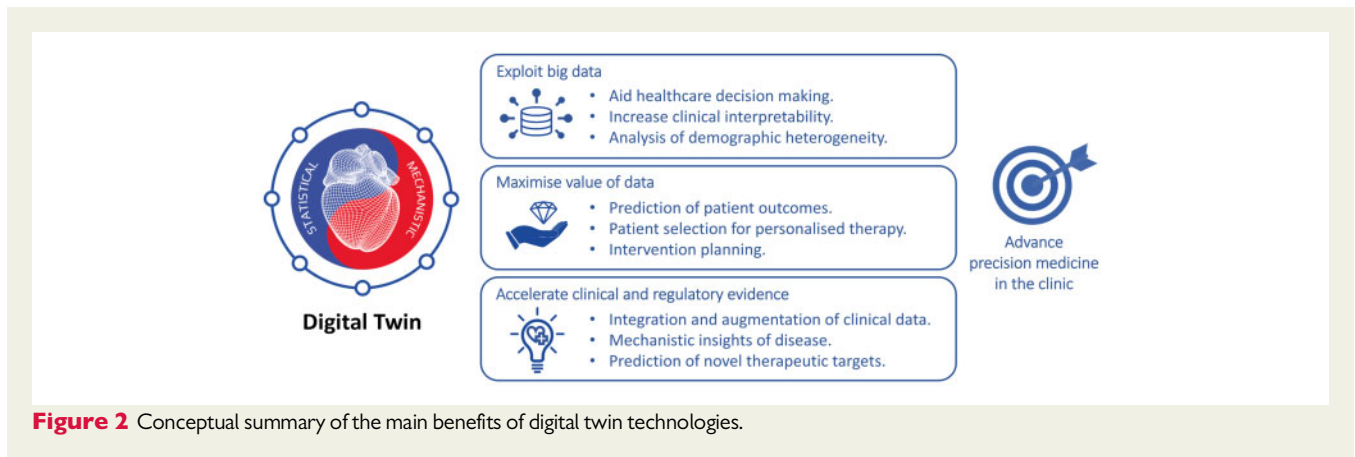 STATISTICAL
MECHANISTIC
Digital Twin
Exploit big data
• Aid healthcare decision making.
• Increase clinical interpretability.
• Analysis of demographic heterogeneity.
Maximise value of data
• Prediction of patient outcomes.
• Patient selection for personalised therapy.
• Intervention planning.
Accelerate clinical and regulatory evidence
• Integration and augmentation of clinical data.
• Mechanistic insights of disease.
• Prediction of novel therapeutic targets.
Advance
precision medicine
in the clinic
Figure 2 Conceptual summary of the main benefits of digital twin technologies.